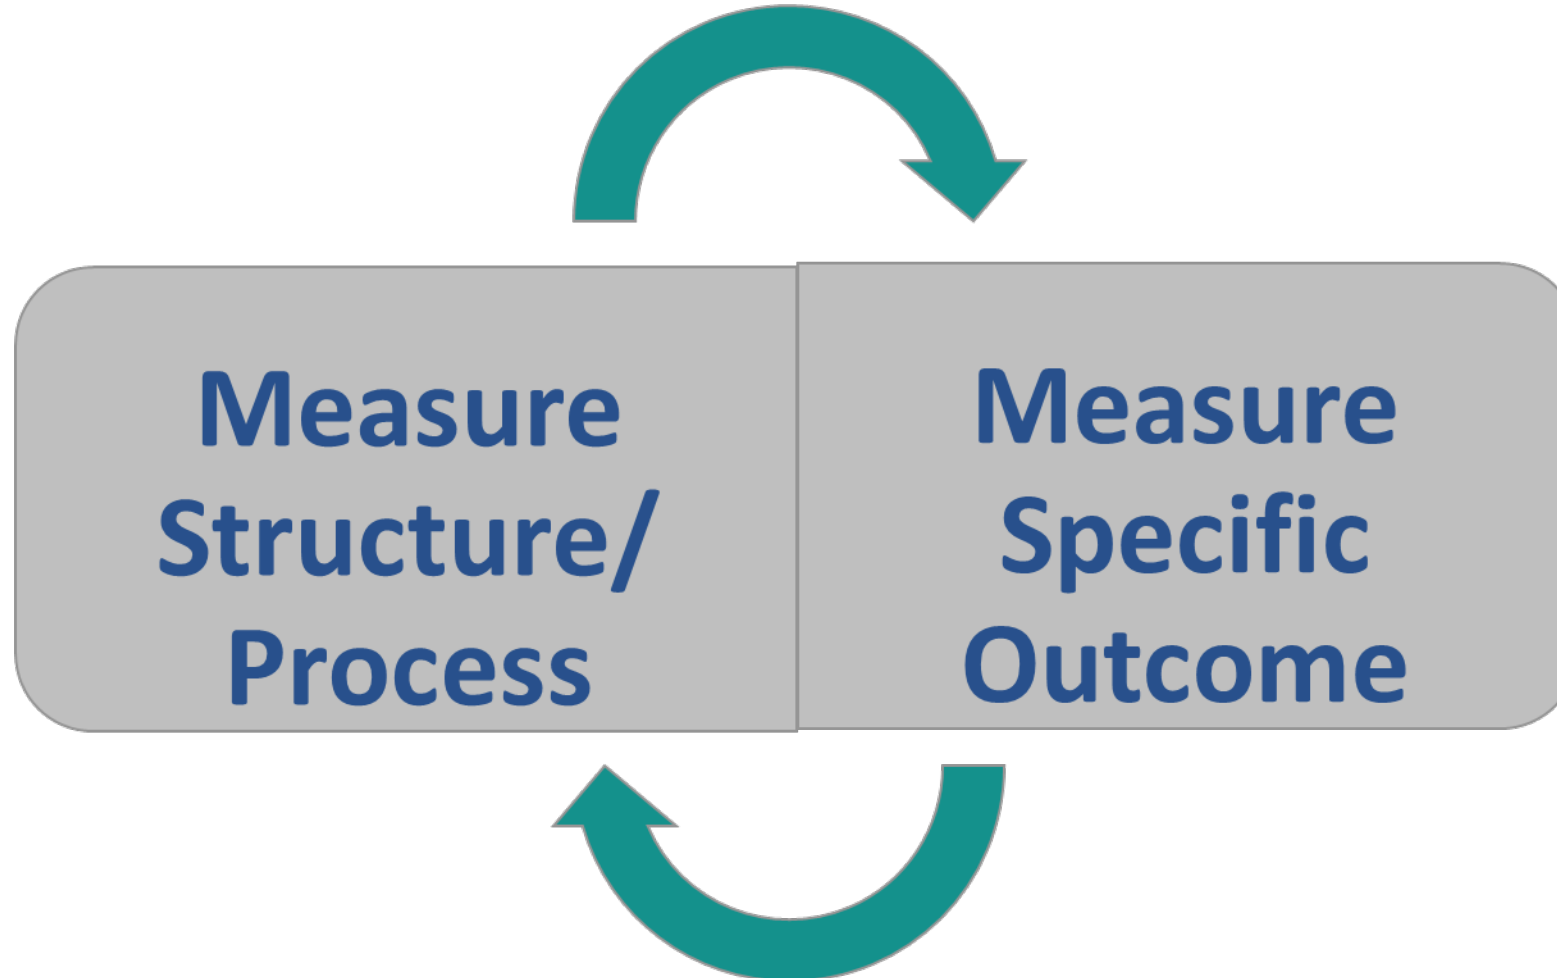 Measure
Structure/
Process
Measure
Specific
Outcome